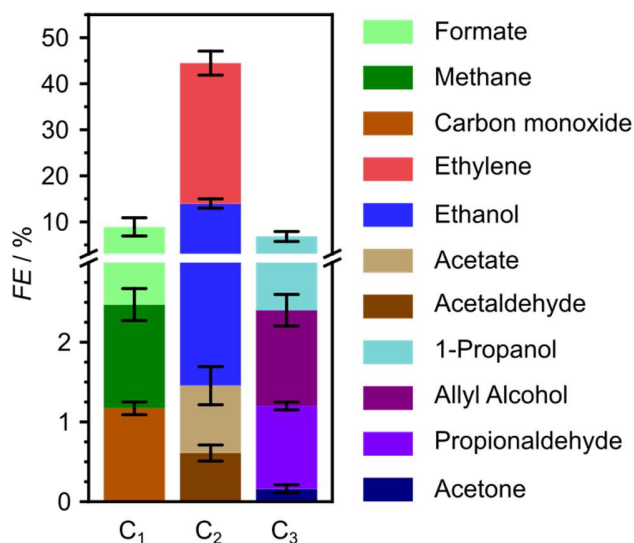 FE / %
50
40
30
20
10
2
1
0
C₁
C₂
C₃
Formate
Methane
Carbon monoxide
Ethylene
Ethanol
Acetate
Acetaldehyde
1-Propanol
Allyl Alcohol
Propionaldehyde
Acetone